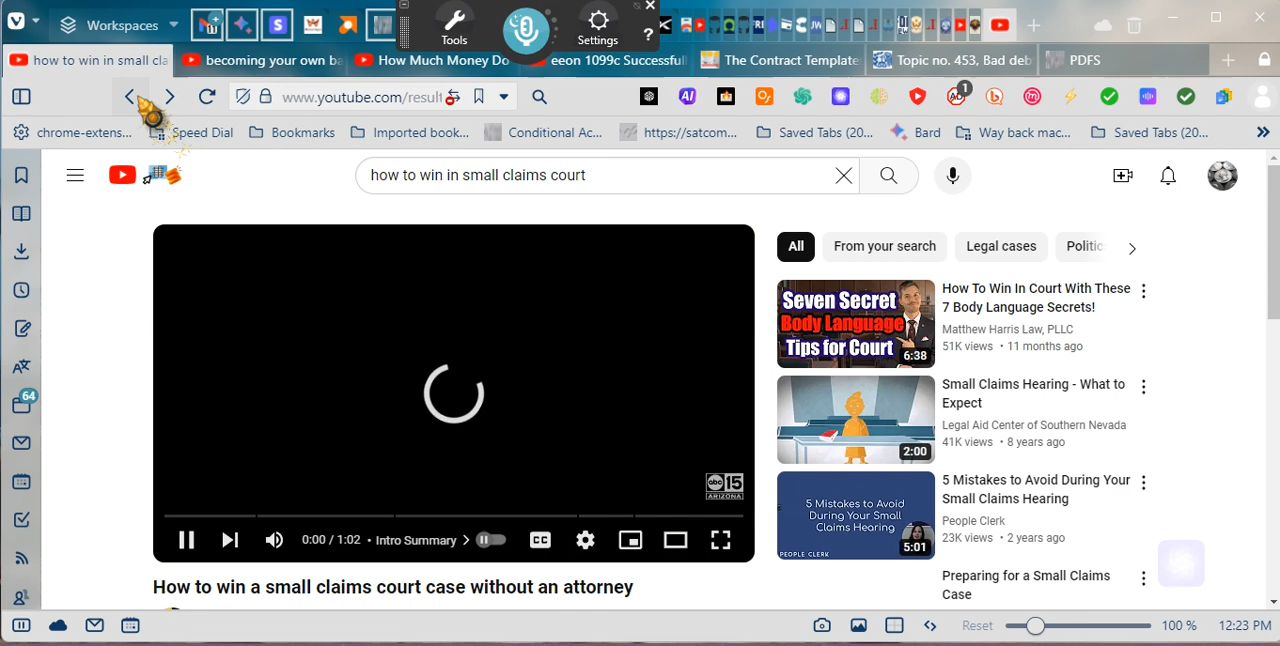 Workspaces
Tools
Settings
?
how to win in small cla
becoming your own ba
How Much Money Do
eeon 1099c Successful
The Contract Template
Topic no. 453, Bad deb
PDFS
www.youtube.com/result
1
chrome-extens...
Speed Dial
Bookmarks
Imported book...
Conditional Ac...
https://satcom...
Saved Tabs (20...
Bard
Way back mac...
Saved Tabs (20...
64
how to win in small claims court
All
From your search
Legal cases
Politic
Seven Secret
Body Language
Tips for Court
6:38
How To Win In Court With These
7 Body Language Secrets!
Matthew Harris Law, PLLC
51K views • 11 months ago
2:00
Small Claims Hearing - What to
Expect
Legal Aid Center of Southern Nevada
41K views • 8 years ago
5 Mistakes to Avoid
During Your Small
Claims Hearing
PEOPLE CLERK
5:01
5 Mistakes to Avoid During Your
Small Claims Hearing
People Clerk
23K views • 2 years ago
Preparing for a Small Claims
Case
abc 15
ARIZONA
0:00 / 1:02 • Intro Summary
CC
How to win a small claims court case without an attorney
Reset
100 %
12:23 PM